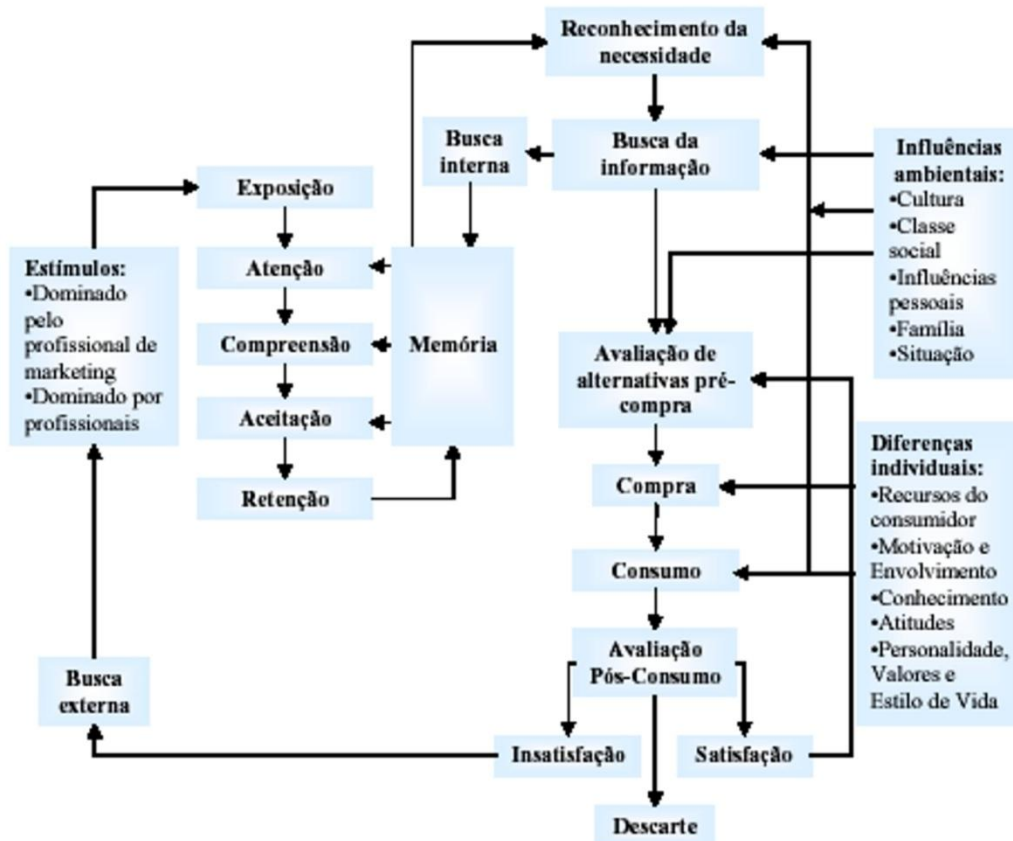 Reconhecimento da
necessidade
Busca
interna
Busca da
informação
Influências
ambientais:
•Cultura
•Classe
social
•Influências
pessoais
•Família
•Situação
Exposição
Atenção
Compreensão
Aceitação
Retenção
Estímulos:
•Dominado
pelo
profissional de
marketing
•Dominado por
profissionais
Memória
Avaliação de
alternativas pré-
compra
Compra
Consumo
Diferenças
individuais:
•Recursos do
consumidor
•Motivação e
Envolvimento
•Conhecimento
•Atitudes
•Personalidade,
Valores e
Estilo de Vida
Avaliação
Pós-Consumo
Busca
externa
Insatisfação
Satisfação
Descarte